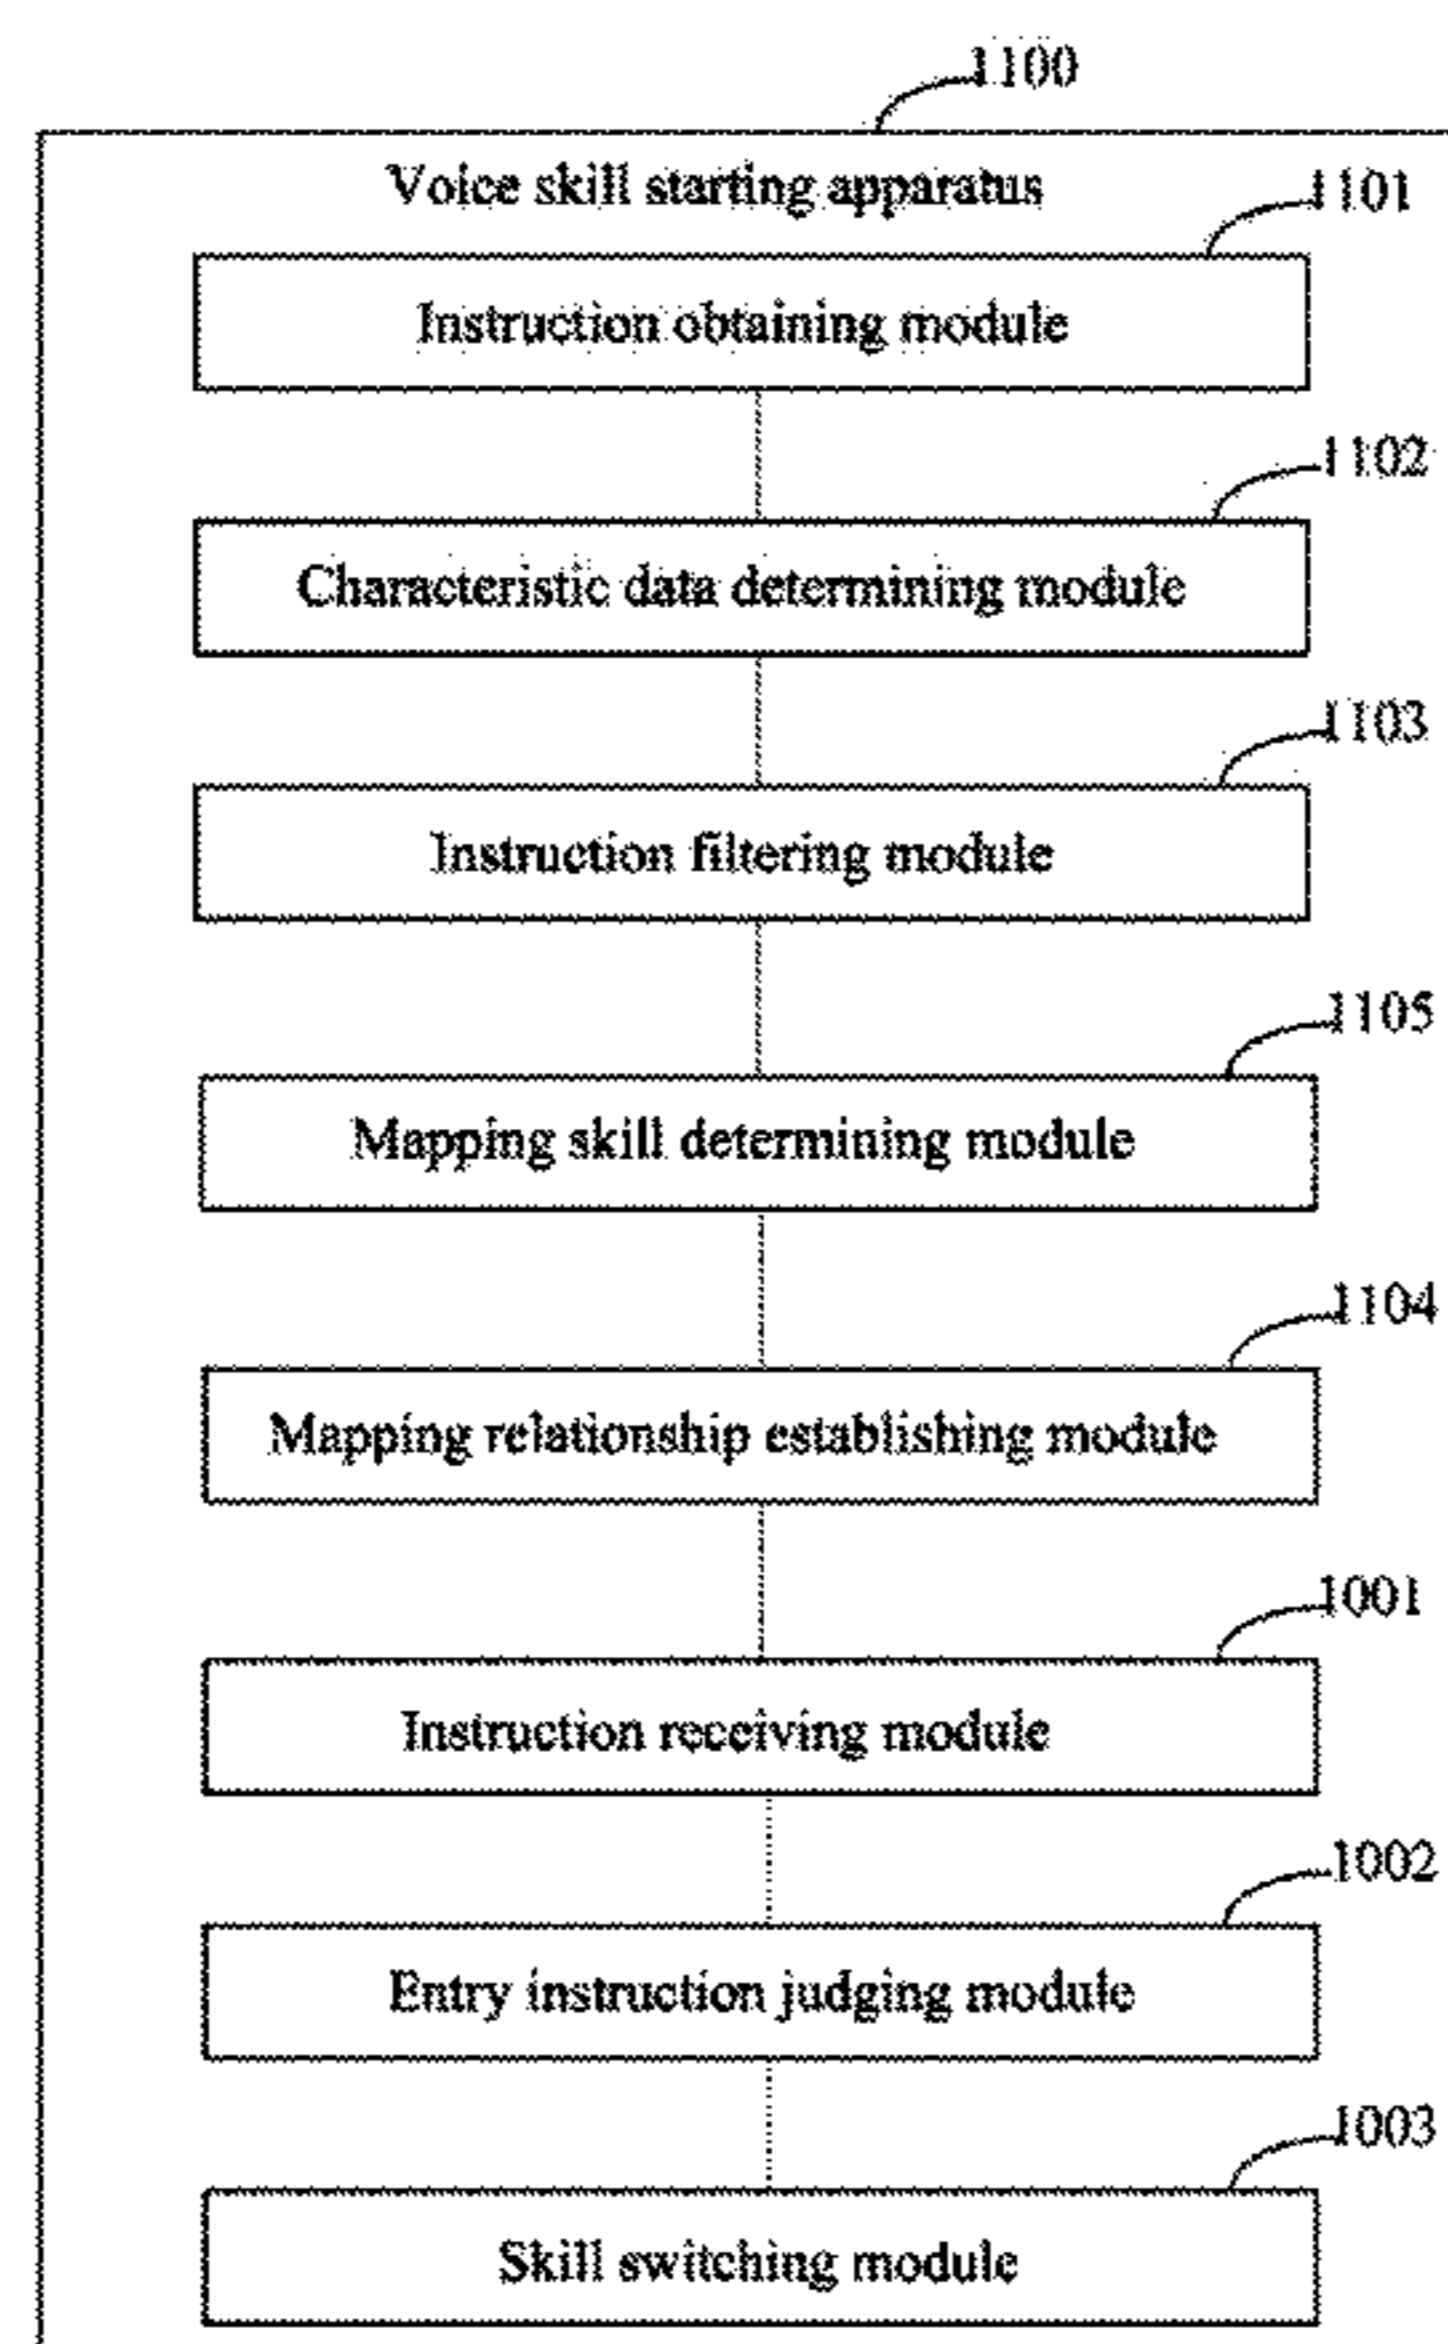 1100
Voice skill starting apparatus
1101
Instruction obtaining module
1102
Characteristic data determining module
1103
Instruction filtering module
1105
Mapping skill determining module
1104
Mapping relationship establishing module
1001
Instruction receiving module
1002
Entry instruction judging module
1003
Skill switching module